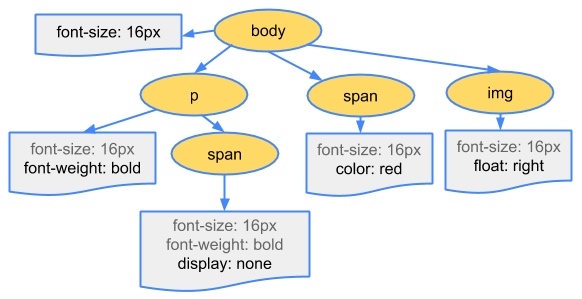 font-size: 16px
body
p
span
img
font-size: 16px
font-weight: bold
span
font-size: 16px
color: red
font-size: 16px
float: right
font-size: 16px
font-weight: bold
display: none